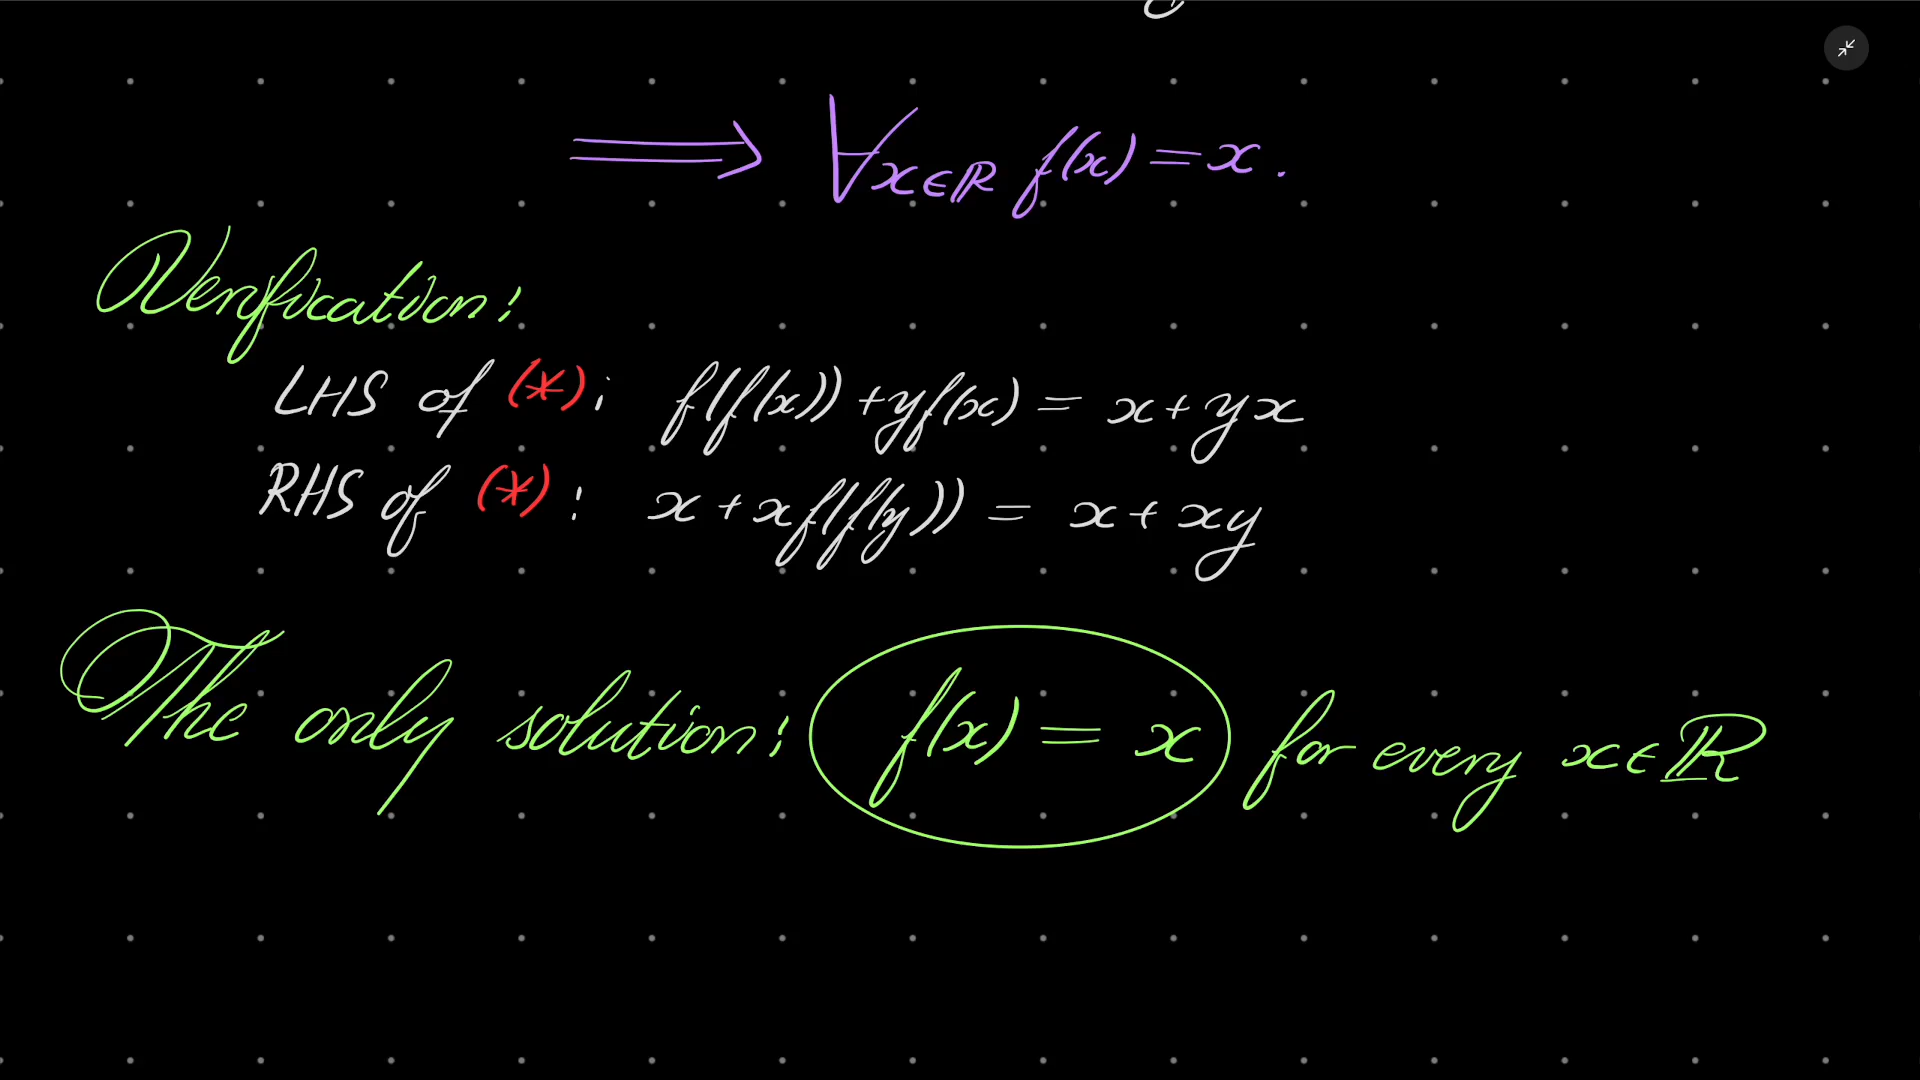 ⟹ ∀x∈ℝ f(x) = x.
Verification:
LHS of (*): f(f(x)) + yf(x) = x + yx
RHS of (*): x + xf(f(y)) = x + xy
The only solution: f(x) = x for every x∈ℝ